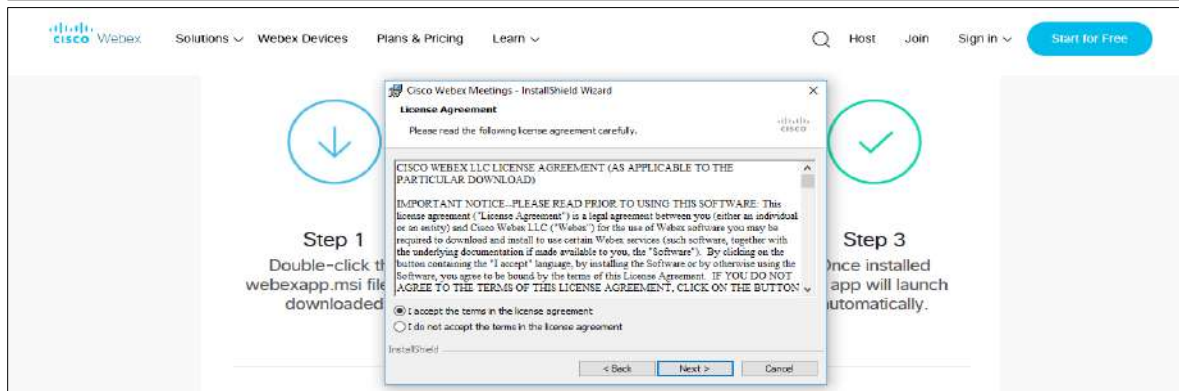 CISCO Webex Solutions Webex Devices Plans & Pricing Learn Host Join Sign in Start for Free
Cisco Webex Meetings - InstallShield Wizard
License Agreement
Please read the following license agreement carefully.
CISCO
CISCO WEBEX LLC LICENSE AGREEMENT (AS APPLICABLE TO THE
PARTICULAR DOWNLOAD)
IMPORTANT NOTICE--PLEASE READ PRIOR TO USING THIS SOFTWARE: This
license agreement ("License Agreement") is a legal agreement between you (either an individual
or an entity) and Cisco Webex LLC ("Webex") for the use of Webex software you may be
required to download and install to use certain Webex services (such software, together with
the underlying documentation if made available to you, the "Software"). By clicking on the
button containing the "I accept" language, by installing the Software or by otherwise using the
Software, you agree to be bound by the terms of this License Agreement. IF YOU DO NOT
AGREE TO THE TERMS OF THIS LICENSE AGREEMENT, CLICK ON THE BUTTON
I accept the terms in the license agreement
I do not accept the terms in the license agreement
InstallShield
< Back Next > Cancel
Step 1
Double-click th
webexapp.msi file
downloaded
Step 3
Once installed
app will launch
automatically.